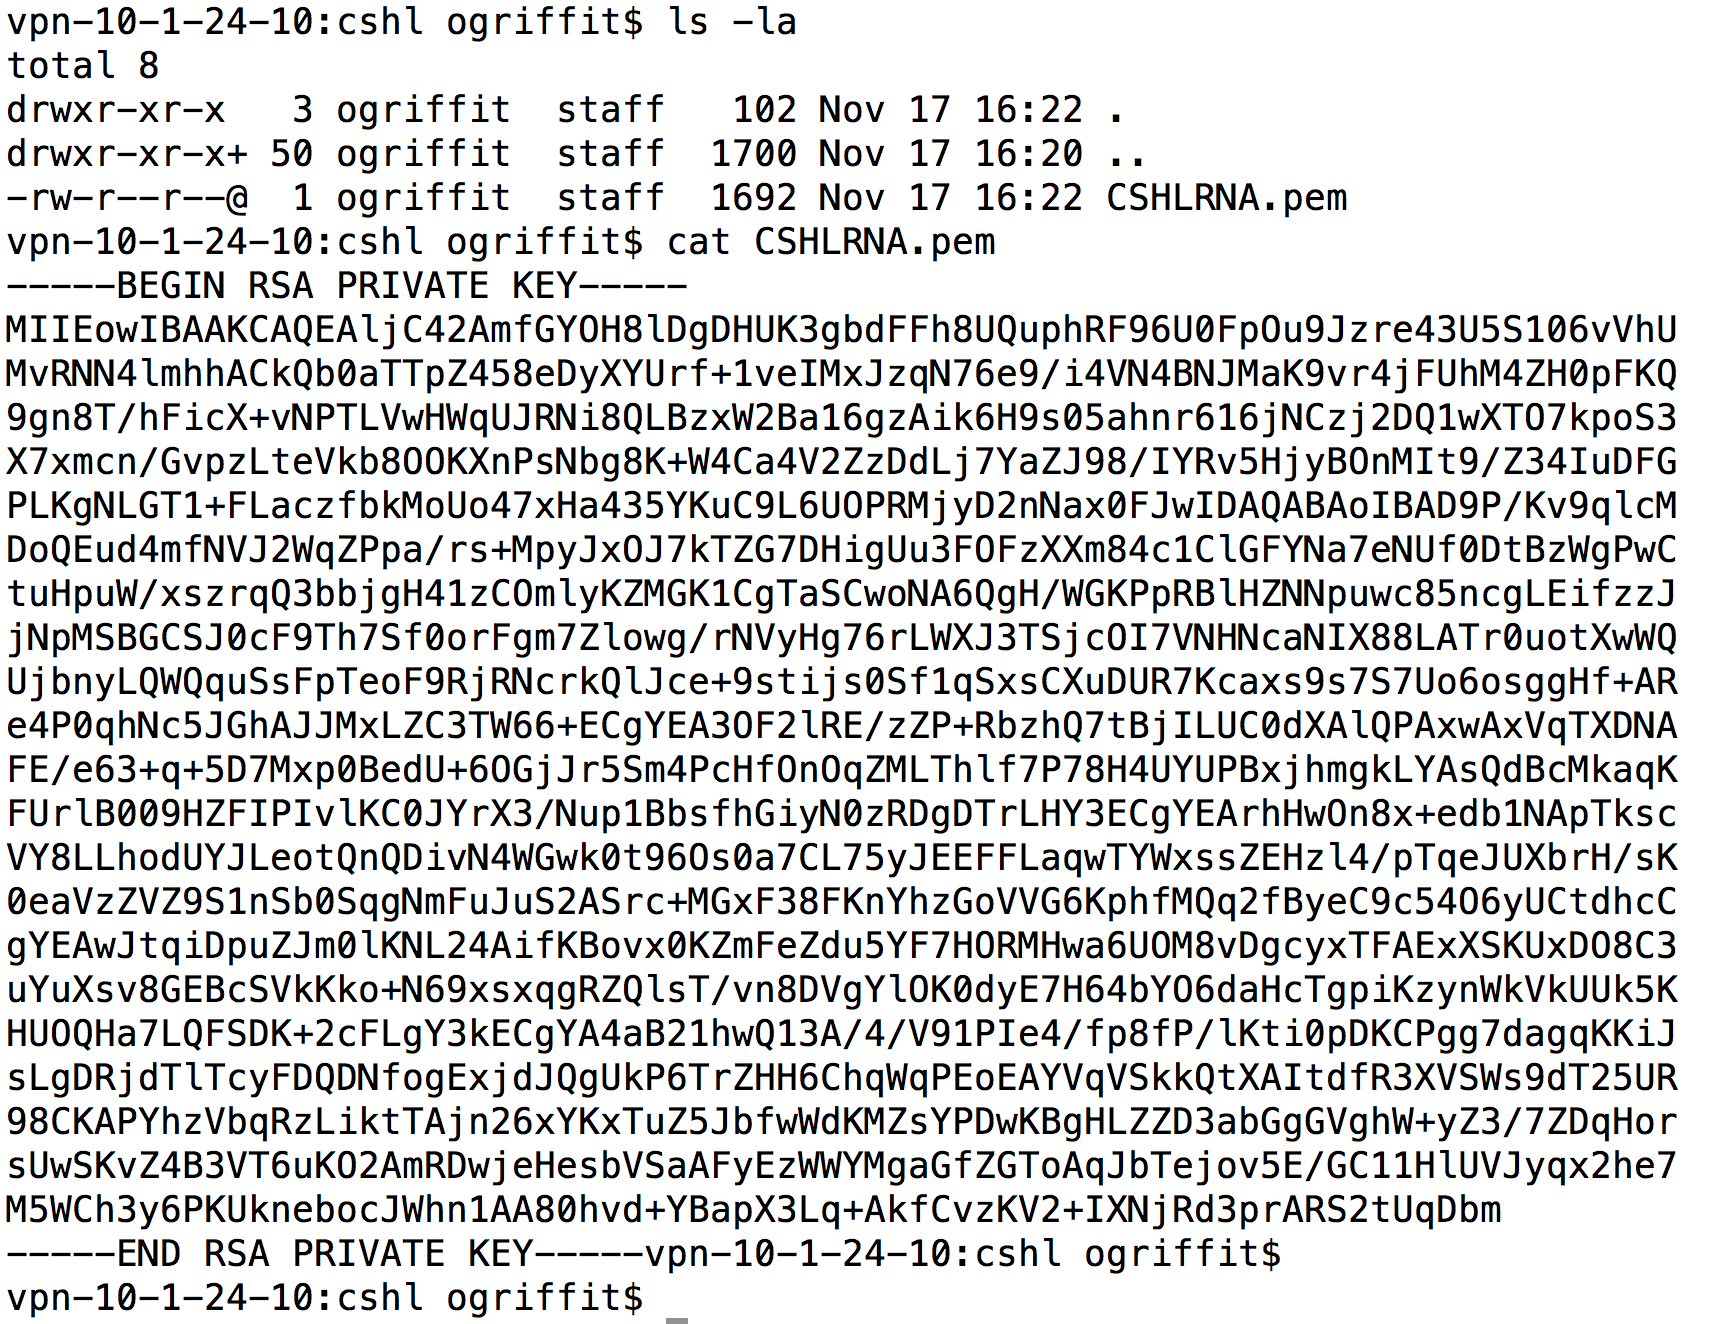 vpn-10-1-24-10:cshl ogriffit$ ls -la
total 8
drwxr-xr-x   3 ogriffit  staff   102 Nov 17 16:22 .
drwxr-xr-x+ 50 ogriffit  staff  1700 Nov 17 16:20 ..
-rw-r--r--@  1 ogriffit  staff  1692 Nov 17 16:22 CSHLRNA.pem
vpn-10-1-24-10:cshl ogriffit$ cat CSHLRNA.pem
-----BEGIN RSA PRIVATE KEY-----
MIIEowIBAAKCAQEAljC42AmfGYOH8lDgDHUK3gbdFFh8UQuphRF96U0FpOu9Jzre43U5S106vVhU
MvRNN4lmhhACkQb0aTTpZ458eDyXYUrf+1veIMxJzqN76e9/i4VN4BNJMaK9vr4jFUhM4ZH0pFKQ
9gn8T/hFicX+vNPTLVwHWqUJRNi8QLBzxW2Ba16gzAik6H9s05ahnr616jNCzj2DQ1wXTO7kpoS3
X7xmcn/GvpzLteVkb8OOKXnPsNbg8K+W4Ca4V2ZzDdLj7YaZJ98/IYRv5HjyBOnMIt9/Z34IuDFG
PLKgNLGT1+FLaczfbkMoUo47xHa435YKuC9L6UOPRMjyD2nNax0FJwIDAQABAoIBAD9P/Kv9qlcM
DoQEud4mfNVJ2WqZPpa/rs+MpyJxOJ7kTZG7DHigUu3FOFzXXm84c1ClGFYNa7eNUf0DtBzWgPwC
tuHpuW/xszrqQ3bbjgH41zCOmlyKZMGK1CgTaSCwoNA6QgH/WGKPpRBlHZNNpuwc85ncgLEifzzJ
jNpMSBGCSJ0cF9Th7Sf0orFgm7Zlowg/rNVyHg76rLWXJ3TSjcOI7VNHNcaNIX88LATr0uotXwWQ
UjbnyLQWQquSsFpTeoF9RjRNcrkQlJce+9stijs0Sf1qSxsCXuDUR7Kcaxs9s7S7Uo6osggHf+AR
e4P0qhNc5JGhAJJMxLZC3TW66+ECgYEA3OF2lRE/zZP+RbzhQ7tBjILUC0dXAlQPAxwAxVqTXDNA
FE/e63+q+5D7Mxp0BedU+6OGjJr5Sm4PcHfOnOqZMLThlf7P78H4UYUPBxjhmgkLYAsQdBcMkaqK
FUrlB009HZFIPIvlKC0JYrX3/Nup1BbsfhGiyN0zRDgDTrLHY3ECgYEArhHwOn8x+edb1NApTksc
VY8LLhodUYJLeotQnQDivN4WGwk0t96Os0a7CL75yJEEFFLaqwTYWxssZEHzl4/pTqeJUXbrH/sK
0eaVzZVZ9S1nSb0SqgNmFuJuS2ASrc+MGxF38FKnYhzGoVVG6KphfMQq2fByeC9c54O6yUCtdhcC
gYEAwJtqiDpuZJm0lKNL24AifKBovx0KZmFeZdu5YF7HORMHwa6UOM8vDgcyxTFAExXSKUxDO8C3
uYuXsv8GEBcSVkKko+N69xsxqgRZQlsT/vn8DVgYlOK0dyE7H64bYO6daHcTgpiKzynWkVkUUk5K
HUOQHa7LQFSDK+2cFLgY3kECgYA4aB21hwQ13A/4/V91PIe4/fp8fP/lKti0pDKCPgg7dagqKKiJ
sLgDRjdTlTcyFDQDNfogExjdJQgUkP6TrZHH6ChqWqPEoEAYVqVSkkQtXAItdfR3XVSWs9dT25UR
98CKAPYhzVbqRzLiktTAjn26xYKxTuZ5JbfwWdKMZsYPDwKBgHLZZD3abGgGVghW+yZ3/7ZDqHor
sUwSKvZ4B3VT6uKO2AmRDwjeHesbVSaAFyEzWWYMgaGfZGToAqJbTejov5E/GC11HlUVJyqx2he7
M5WCh3y6PKUknebocJWhn1AA80hvd+YBapX3Lq+AkfCvzKV2+IXNjRd3prARS2tUqDbm
-----END RSA PRIVATE KEY-----vpn-10-1-24-10:cshl ogriffit$
vpn-10-1-24-10:cshl ogriffit$